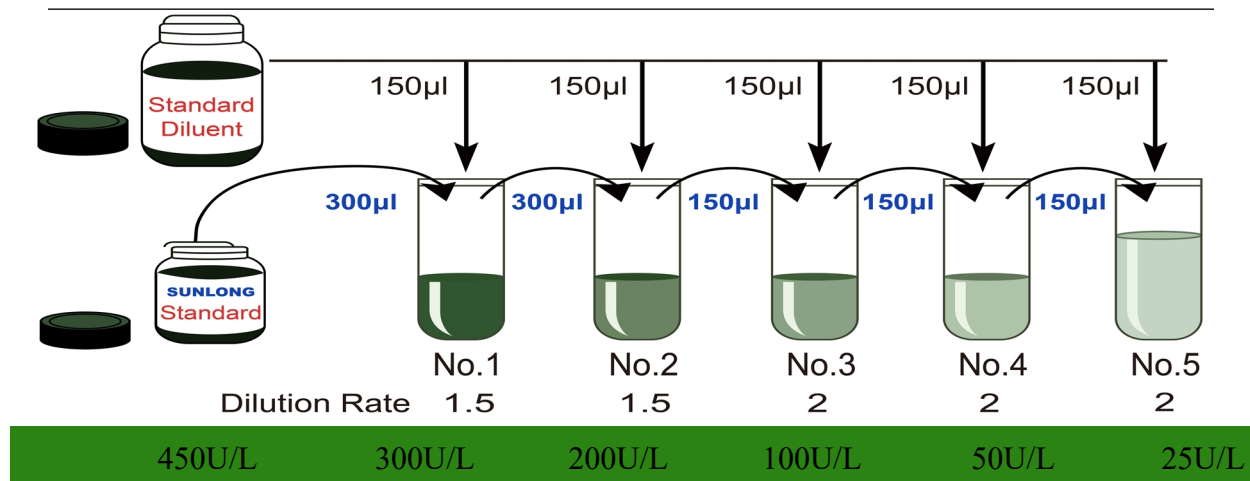 150µl 150µl 150µl 150µl 150µl
Standard
Diluent
300µl 300µl 150µl 150µl 150µl
SUNLONG
Standard
No.1 No.2 No.3 No.4 No.5
Dilution Rate 1.5 1.5 2 2 2
450U/L 300U/L 200U/L 100U/L 50U/L 25U/L